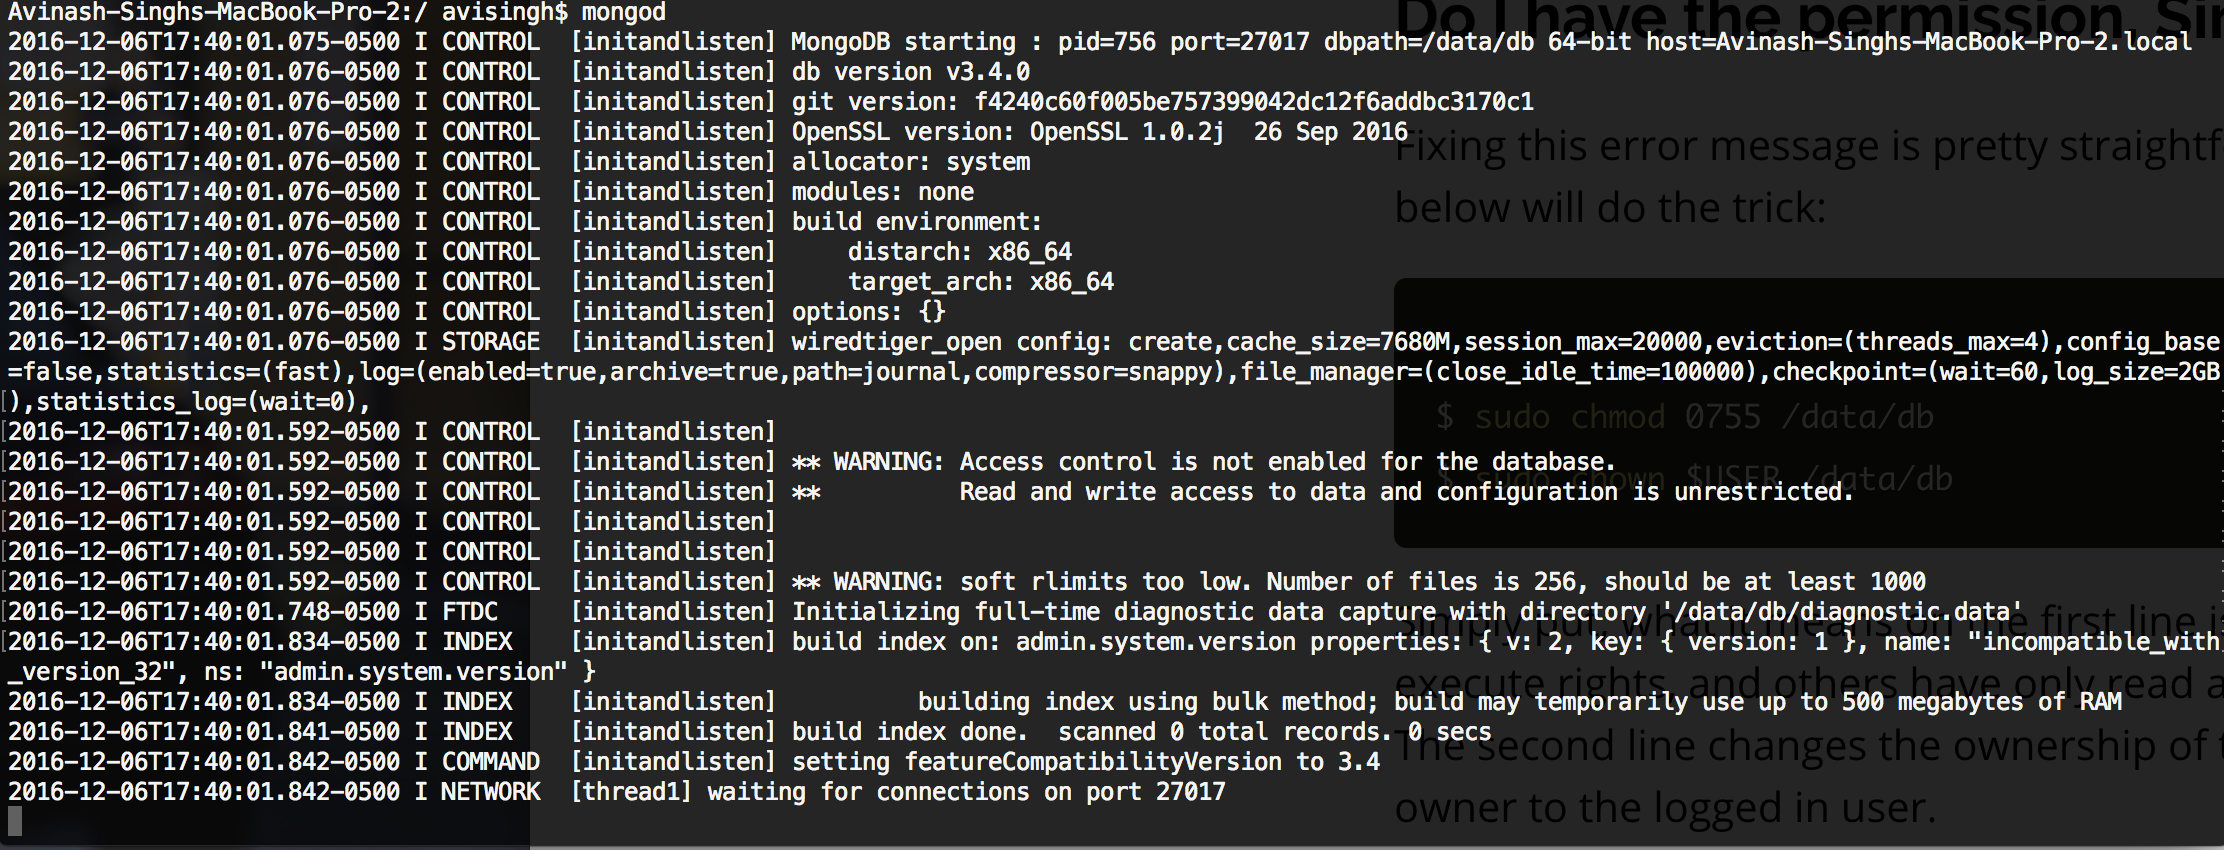 Avinash-Singhs-MacBook-Pro-2:/ avisingh$ mongod
2016-12-06T17:40:01.075-0500 I CONTROL  [initandlisten] MongoDB starting : pid=756 port=27017 dbpath=/data/db 64-bit host=Avinash-Singhs-MacBook-Pro-2.local
2016-12-06T17:40:01.076-0500 I CONTROL  [initandlisten] db version v3.4.0
2016-12-06T17:40:01.076-0500 I CONTROL  [initandlisten] git version: f4240c60f005be757399042dc12f6addbc3170c1
2016-12-06T17:40:01.076-0500 I CONTROL  [initandlisten] OpenSSL version: OpenSSL 1.0.2j  26 Sep 2016
2016-12-06T17:40:01.076-0500 I CONTROL  [initandlisten] allocator: system
2016-12-06T17:40:01.076-0500 I CONTROL  [initandlisten] modules: none
2016-12-06T17:40:01.076-0500 I CONTROL  [initandlisten] build environment:
2016-12-06T17:40:01.076-0500 I CONTROL  [initandlisten]     distarch: x86_64
2016-12-06T17:40:01.076-0500 I CONTROL  [initandlisten]     target_arch: x86_64
2016-12-06T17:40:01.076-0500 I CONTROL  [initandlisten] options: {}
2016-12-06T17:40:01.076-0500 I STORAGE  [initandlisten] wiredtiger_open config: create,cache_size=7680M,session_max=20000,eviction=(threads_max=4),config_base
=false,statistics=(fast),log=(enabled=true,archive=true,path=journal,compressor=snappy),file_manager=(close_idle_time=100000),checkpoint=(wait=60,log_size=2GB
),statistics_log=(wait=0),
2016-12-06T17:40:01.592-0500 I CONTROL  [initandlisten]
2016-12-06T17:40:01.592-0500 I CONTROL  [initandlisten] ** WARNING: Access control is not enabled for the database.
2016-12-06T17:40:01.592-0500 I CONTROL  [initandlisten] **          Read and write access to data and configuration is unrestricted.
2016-12-06T17:40:01.592-0500 I CONTROL  [initandlisten]
2016-12-06T17:40:01.592-0500 I CONTROL  [initandlisten]
2016-12-06T17:40:01.592-0500 I CONTROL  [initandlisten] ** WARNING: soft rlimits too low. Number of files is 256, should be at least 1000
2016-12-06T17:40:01.748-0500 I FTDC     [initandlisten] Initializing full-time diagnostic data capture with directory '/data/db/diagnostic.data'
2016-12-06T17:40:01.834-0500 I INDEX    [initandlisten] build index on: admin.system.version properties: { v: 2, key: { version: 1 }, name: "incompatible_with
_version_32", ns: "admin.system.version" }
2016-12-06T17:40:01.834-0500 I INDEX    [initandlisten]          building index using bulk method; build may temporarily use up to 500 megabytes of RAM
2016-12-06T17:40:01.841-0500 I INDEX    [initandlisten] build index done.  scanned 0 total records. 0 secs
2016-12-06T17:40:01.842-0500 I COMMAND  [initandlisten] setting featureCompatibilityVersion to 3.4
2016-12-06T17:40:01.842-0500 I NETWORK  [thread1] waiting for connections on port 27017
Do I have the permission, Sir
Fixing this error message is pretty straightf
below will do the trick:
$ sudo chmod 0755 /data/db
$ sudo chown $USER /data/db
Simply put, what it means on the first line is
execute rights, and others have only read a
The second line changes the ownership of t
owner to the logged in user.